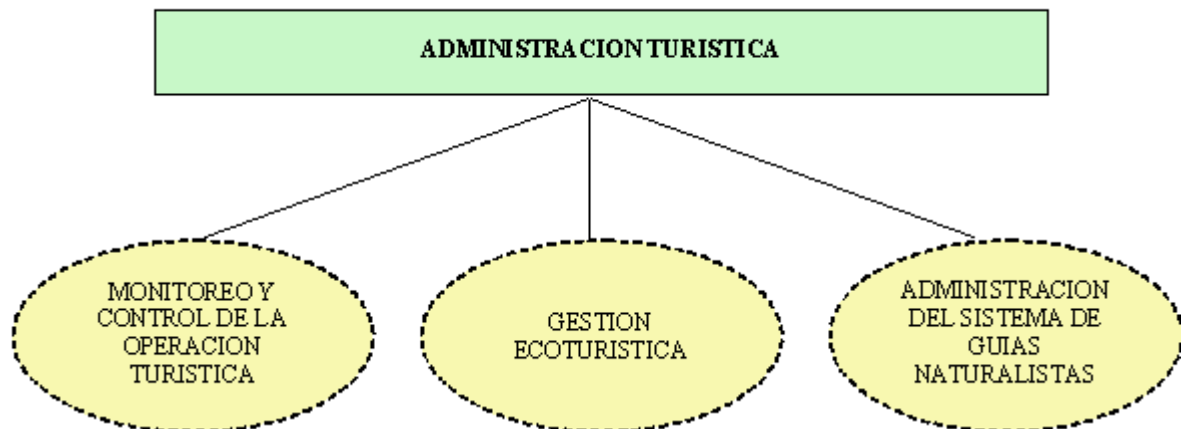 ADMINISTRACION TURISTICA
MONITOREO Y
CONTROL DE LA
OPERACION
TURISTICA
GESTION
ECOTURISTICA
ADMINISTRACION
DEL SISTEMA DE
GUIAS
NATURALISTAS